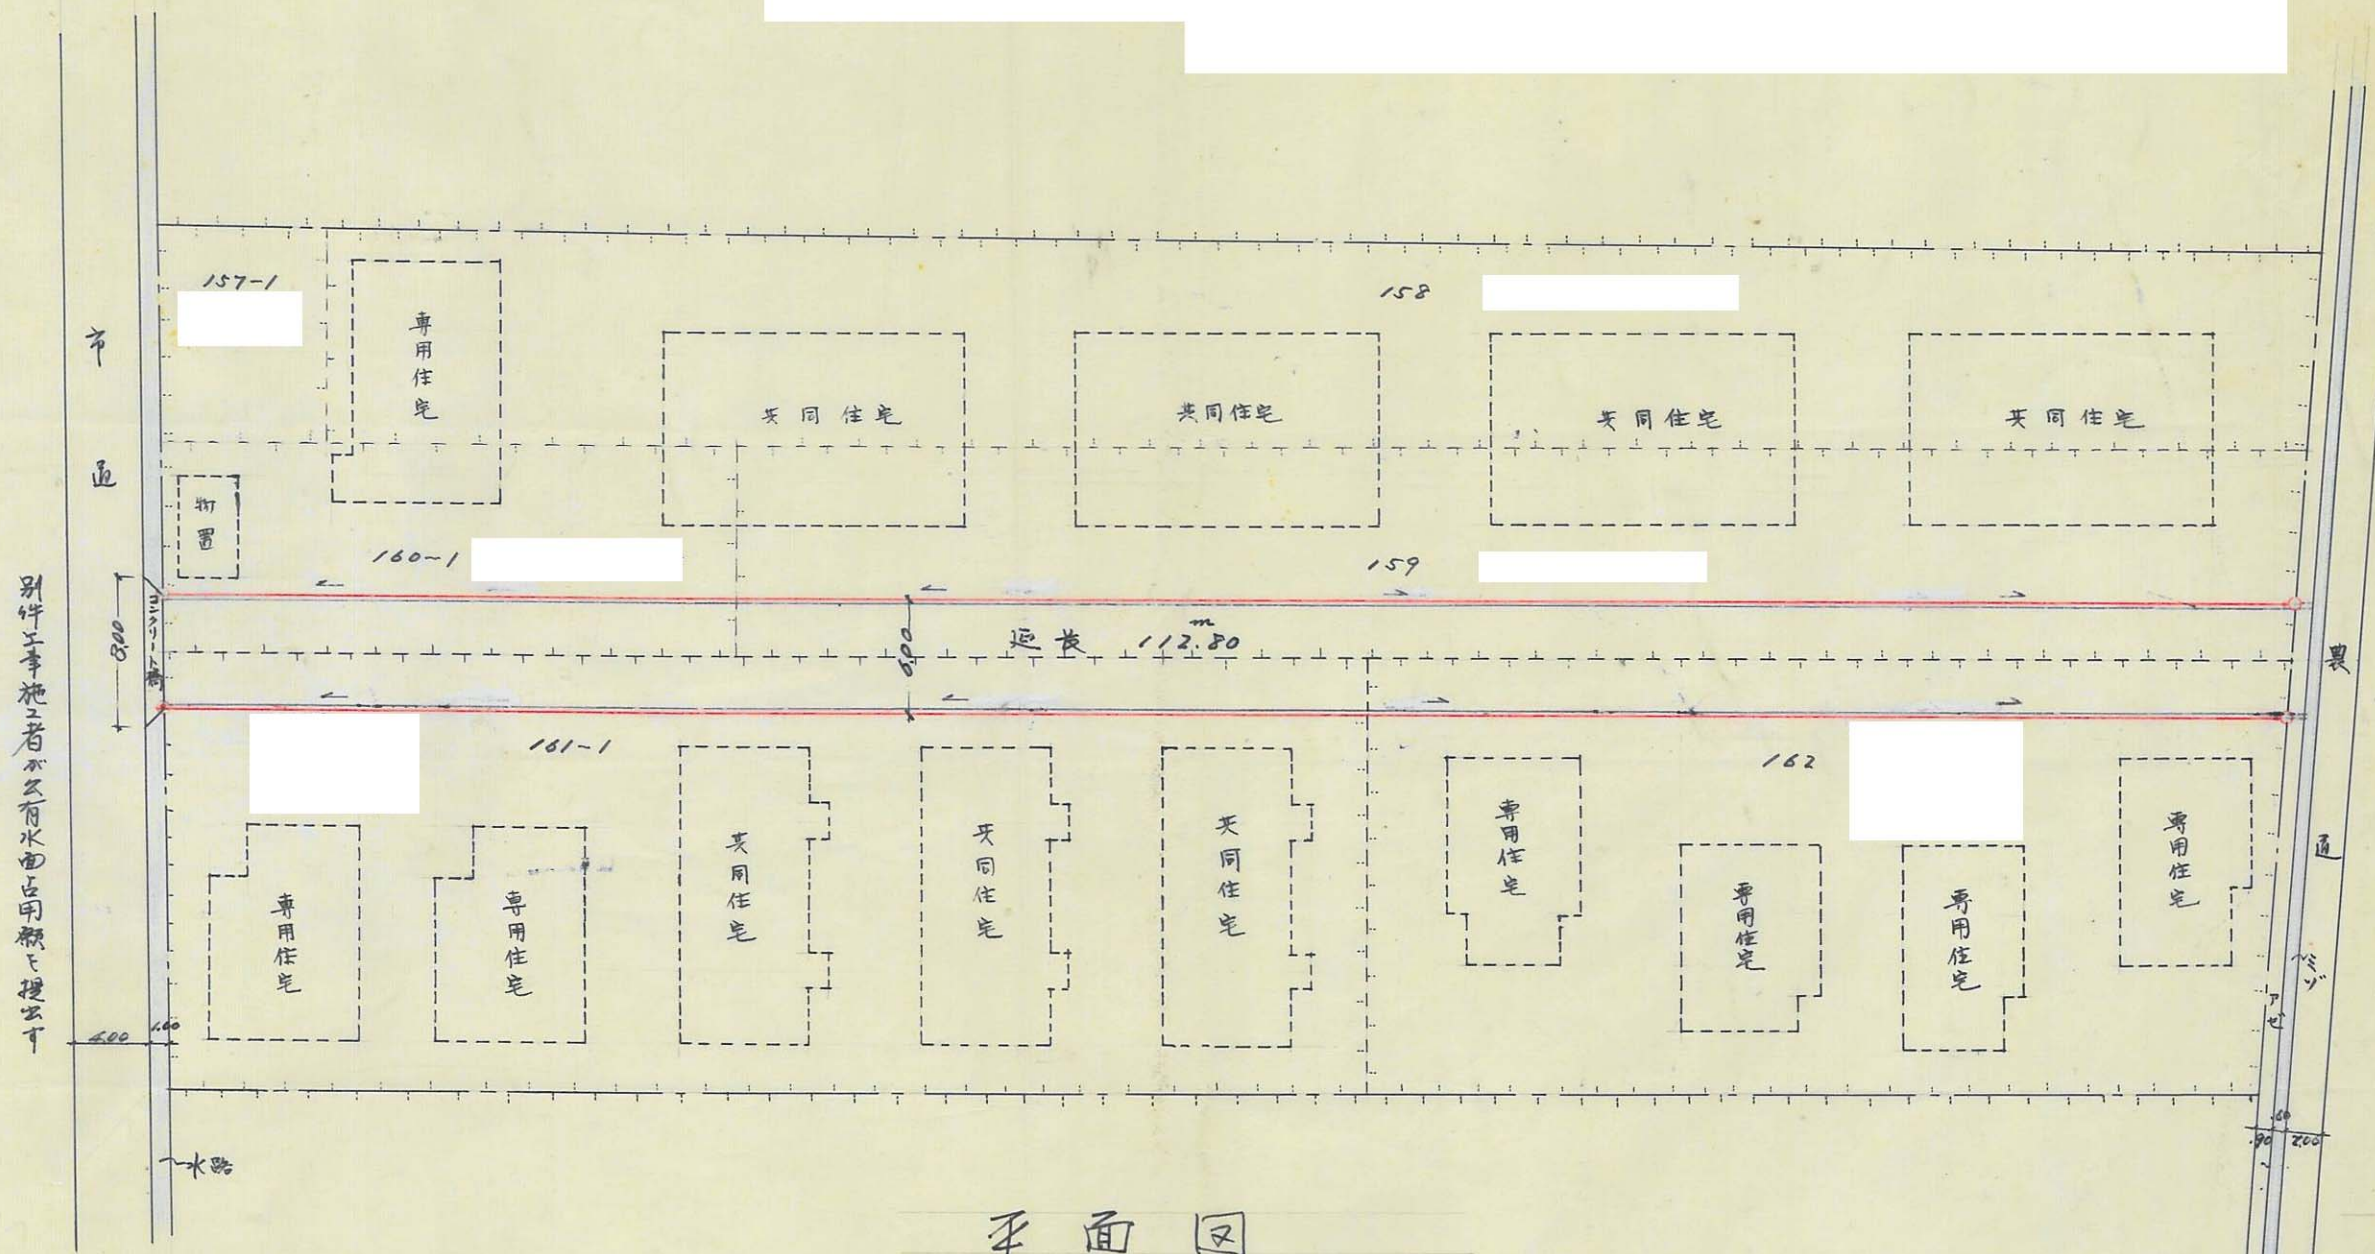 157-1
158
市道
専用住宅
共同住宅
共同住宅
共同住宅
共同住宅
物置
160~1
159
別件工事施工者が公有水面占用願を提出す
8.00
コンクリート橋
6.00
延長 112.80m
農道
161-1
162
専用住宅
専用住宅
共同住宅
共同住宅
共同住宅
専用住宅
専用住宅
専用住宅
専用住宅
ミゾ
アゼ
1.00
.60
.90
2.00
水路
平面図